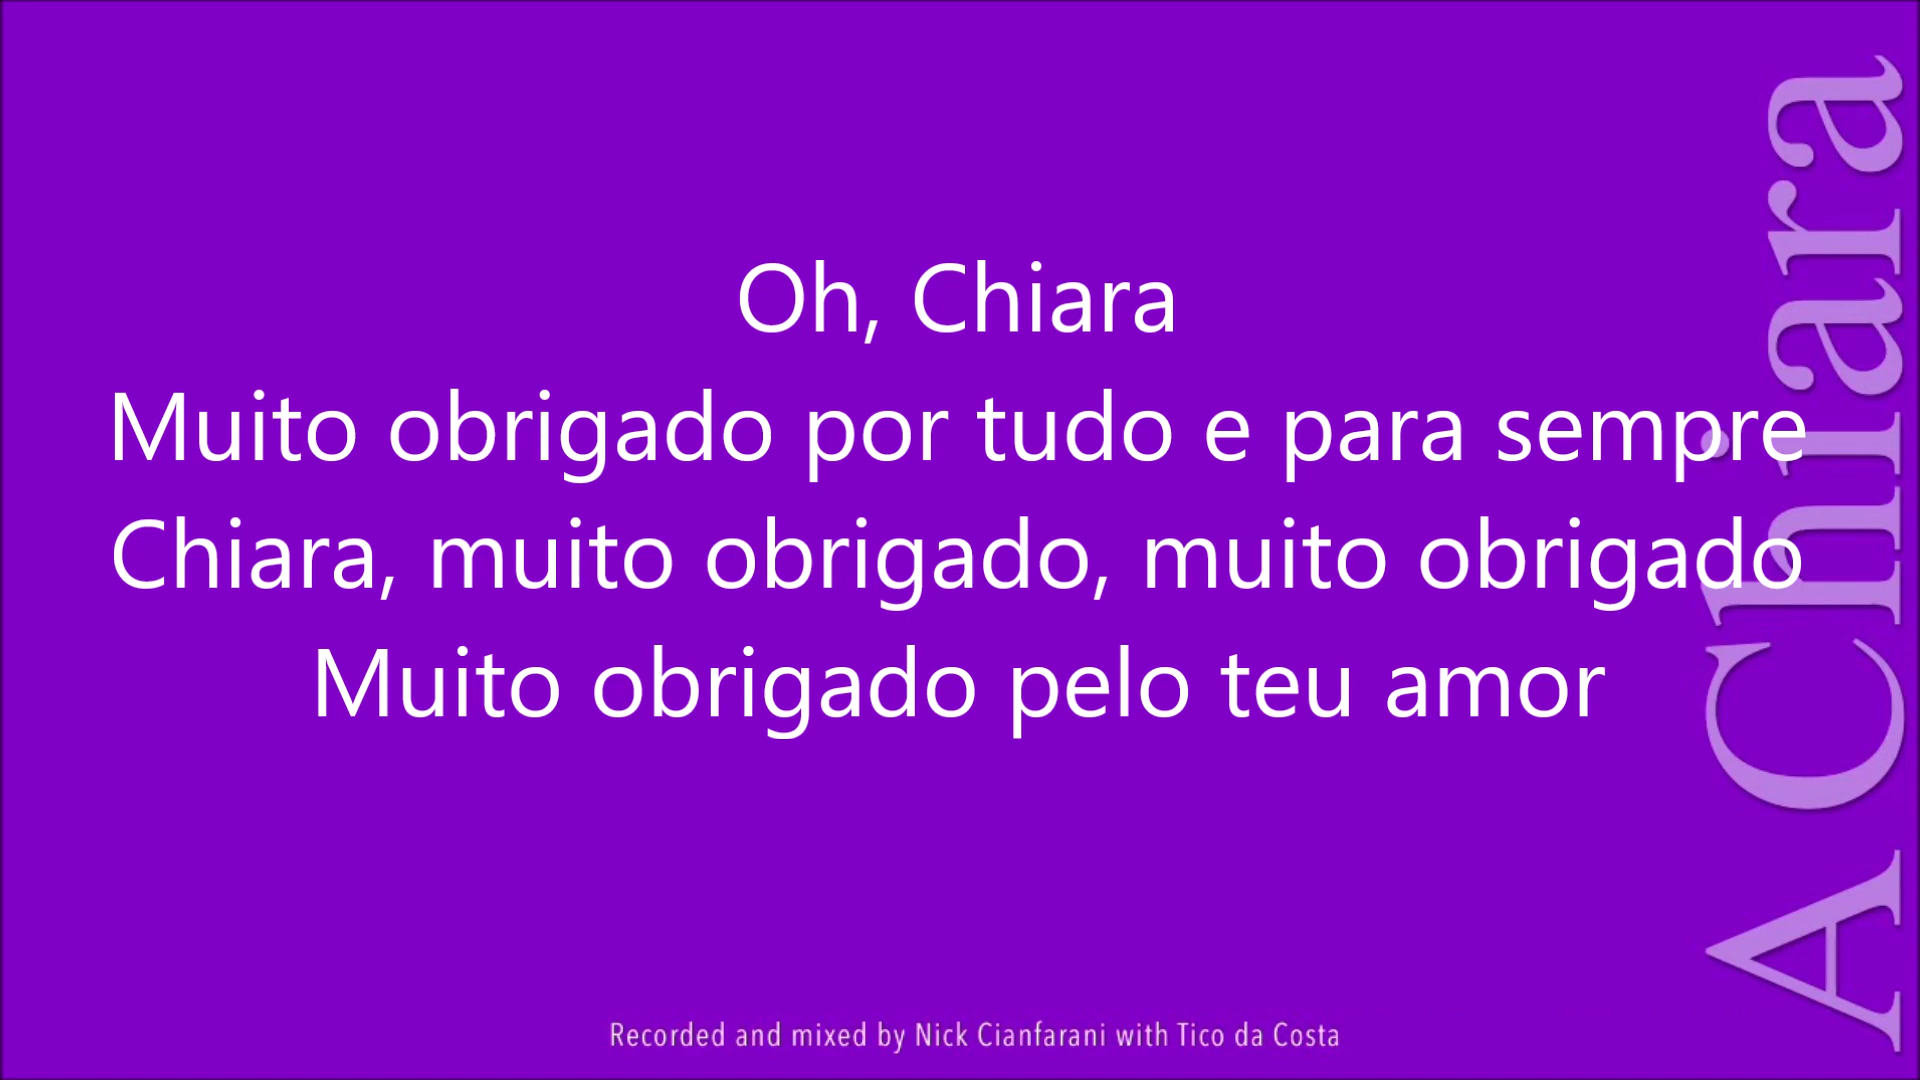 Oh, Chiara
Muito obrigado por tudo e para sempre
Chiara, muito obrigado, muito obrigado
Muito obrigado pelo teu amor
A Chiara
Recorded and mixed by Nick Cianfarani with Tico da Costa